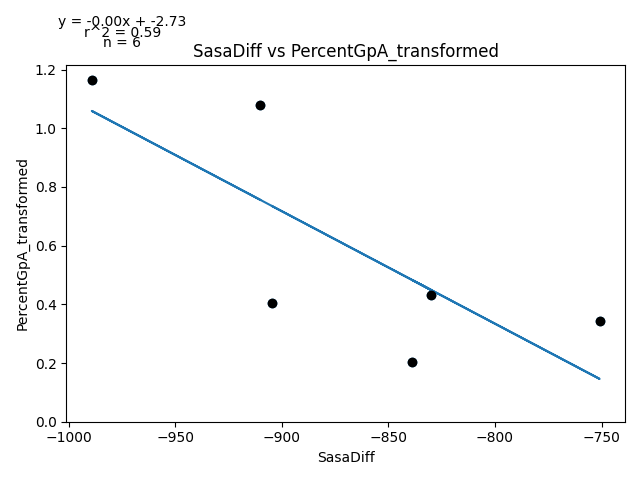 y = -0.00x + -2.73
r^2 = 0.59
n = 6
SasaDiff vs PercentGpA_transformed
1.2
1.0
0.8
0.6
0.4
0.2
0.0
PercentGpA_transformed
−1000 −950 −900 −850 −800 −750
SasaDiff